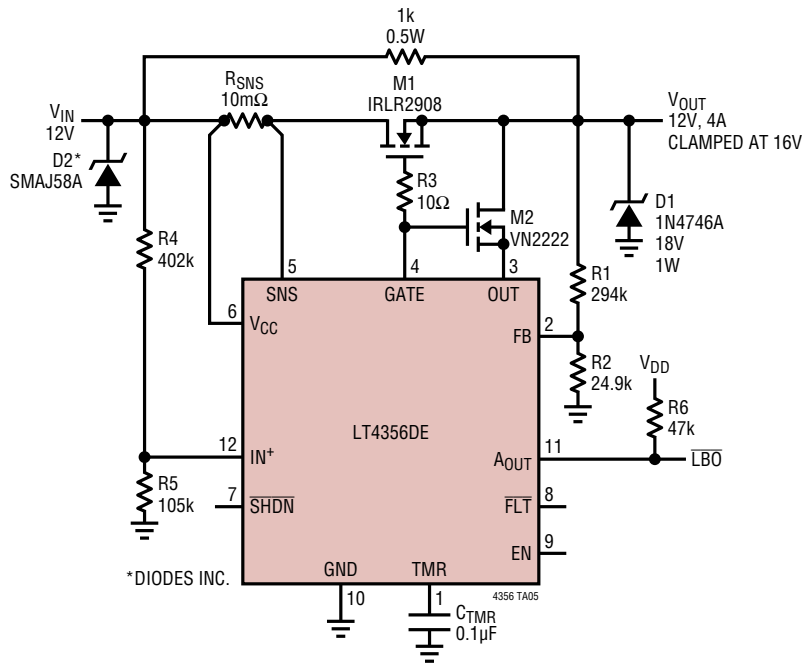 1k
0.5W
RSNS
10mΩ
M1
IRLR2908
VIN
12V
VOUT
12V, 4A
CLAMPED AT 16V
D2*
SMAJ58A
R3
10Ω
M2
VN2222
D1
1N4746A
18V
1W
R4
402k
5
4
3
R1
294k
SNS
GATE
OUT
6
VCC
2
FB
R2
24.9k
VDD
R6
47k
LT4356DE
12
IN+
AOUT
11
LBO
R5
105k
7
SHDN
FLT
8
EN
9
*DIODES INC.
GND
TMR
4356 TA05
10
1
CTMR
0.1µF